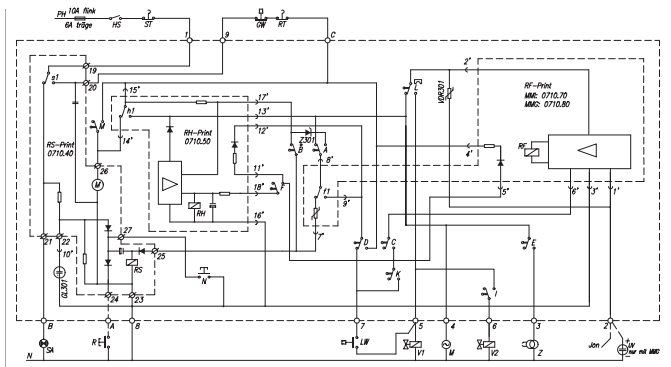 PH 10A flink
6A träge
HS
ST
GW
RT
1
9
C
s1
19
20
15'
h1
M
14'
RS-Print
0710.40
RH-Print
0710.50
17'
13'
12'
Z301
B
A
8'
11'
18'
F
f1
9'
7'
16'
RH
26
M
27
25
21
22
10'
GL301
RS
24
23
N
L
2'
VDR301
RF-Print
MMI: 0710.70
MMG: 0710.80
RF
4'
5'
6'
3'
1'
D
C
K
E
I
B
A
8
7
5
4
6
3
2
N
SA
R
LW
V1
M
V2
Z
Jon
UV
nur mit MMG